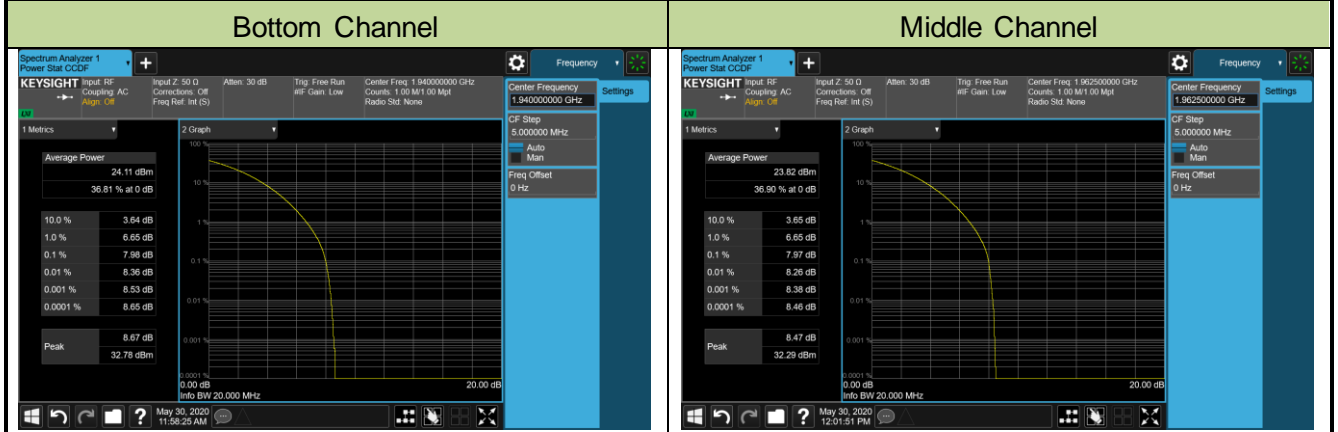 Bottom Channel
Middle Channel
Spectrum Analyzer 1
Power Stat CCDF
+
Frequency
KEYSIGHT Input: RF
Coupling: AC
Align: Off
Input Z: 50 Ω
Corrections: Off
Freq Ref: Int (S)
Atten: 30 dB
Trig: Free Run
#IF Gain: Low
Center Freq: 1.940000000 GHz
Counts: 1.00 M/1.00 Mpt
Radio Std: None
LXI
Center Frequency
1.940000000 GHz
Settings
CF Step
5.000000 MHz
Auto
Man
Freq Offset
0 Hz
1 Metrics
2 Graph
Average Power
24.11 dBm
36.81 % at 0 dB
10.0 % 3.64 dB
1.0 % 6.65 dB
0.1 % 7.98 dB
0.01 % 8.36 dB
0.001 % 8.53 dB
0.0001 % 8.65 dB
Peak 8.67 dB
32.78 dBm
100 %
10 %
1 %
0.1 %
0.01 %
0.001 %
0.0001 %
0.00 dB 20.00 dB
Info BW 20.000 MHz
? May 30, 2020
11:58:25 AM
Spectrum Analyzer 1
Power Stat CCDF
+
Frequency
KEYSIGHT Input: RF
Coupling: AC
Align: Off
Input Z: 50 Ω
Corrections: Off
Freq Ref: Int (S)
Atten: 30 dB
Trig: Free Run
#IF Gain: Low
Center Freq: 1.962500000 GHz
Counts: 1.00 M/1.00 Mpt
Radio Std: None
LXI
Center Frequency
1.962500000 GHz
Settings
CF Step
5.000000 MHz
Auto
Man
Freq Offset
0 Hz
1 Metrics
2 Graph
Average Power
23.82 dBm
36.90 % at 0 dB
10.0 % 3.65 dB
1.0 % 6.65 dB
0.1 % 7.97 dB
0.01 % 8.26 dB
0.001 % 8.38 dB
0.0001 % 8.46 dB
Peak 8.47 dB
32.29 dBm
100 %
10 %
1 %
0.1 %
0.01 %
0.001 %
0.0001 %
0.00 dB 20.00 dB
Info BW 20.000 MHz
? May 30, 2020
12:01:51 PM